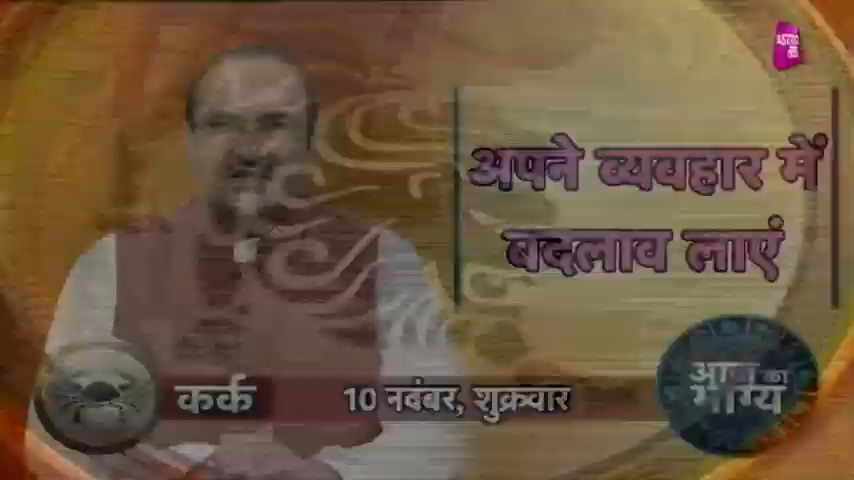 अपने व्यवहार में
बदलाव लाएं
कर्क
10 नवंबर, शुक्रवार
आज का
भाग्य